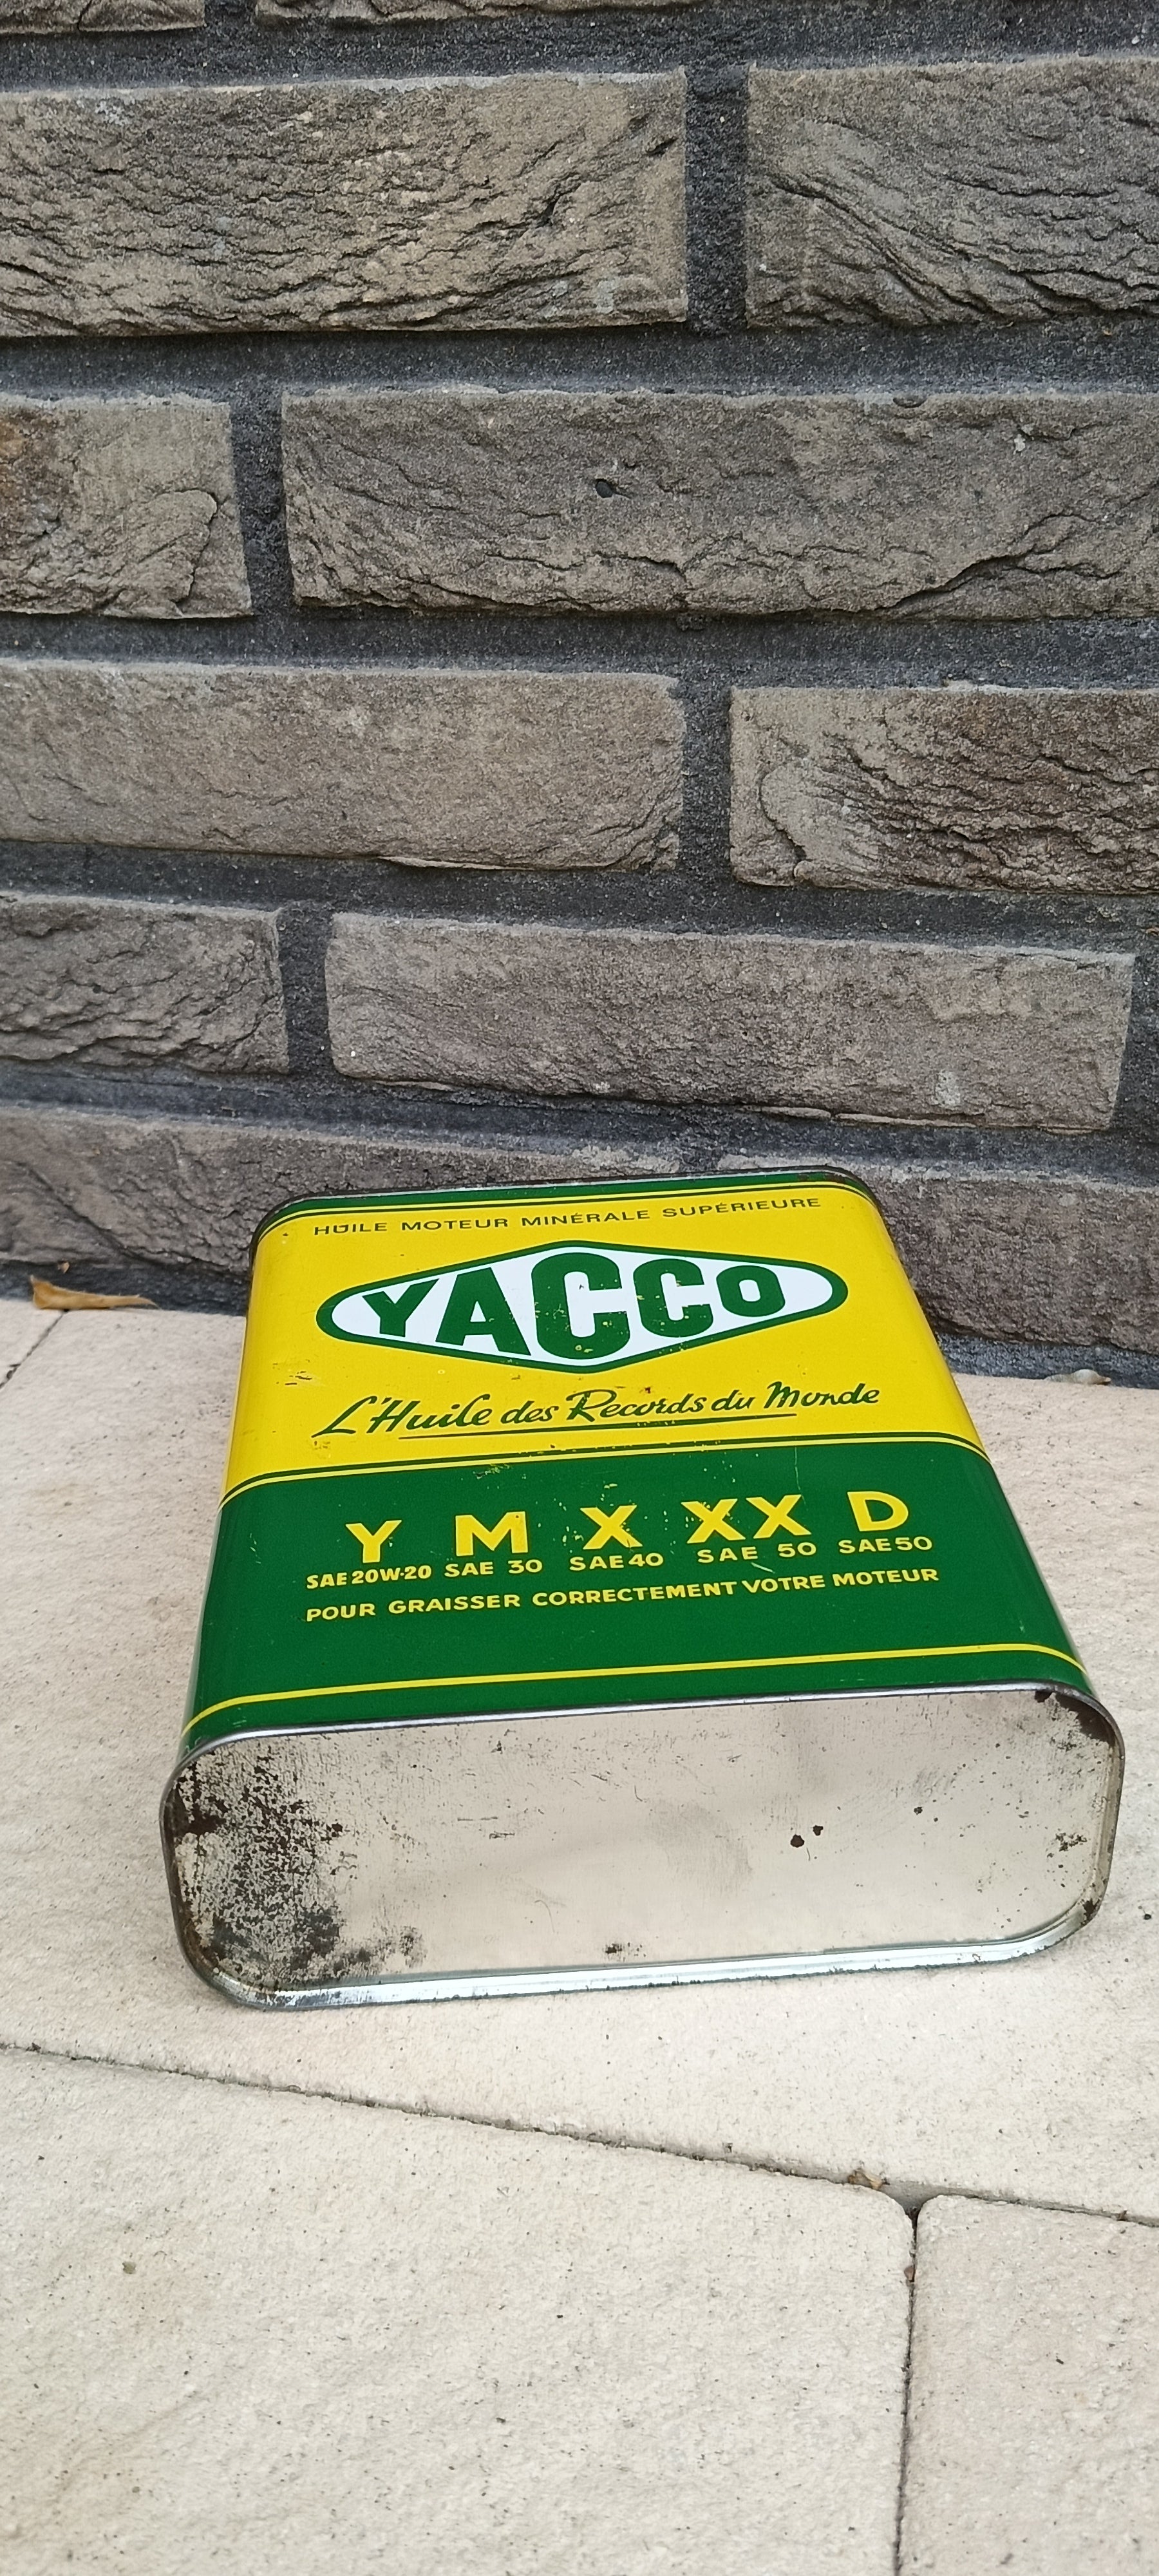 HUILE MOTEUR MINÉRALE SUPÉRIEURE
YACCO
L'Huile des Records du Monde
Y M X XX D
SAE 20W-20 SAE 30 SAE 40 SAE 50 SAE 50
POUR GRAISSER CORRECTEMENT VOTRE MOTEUR